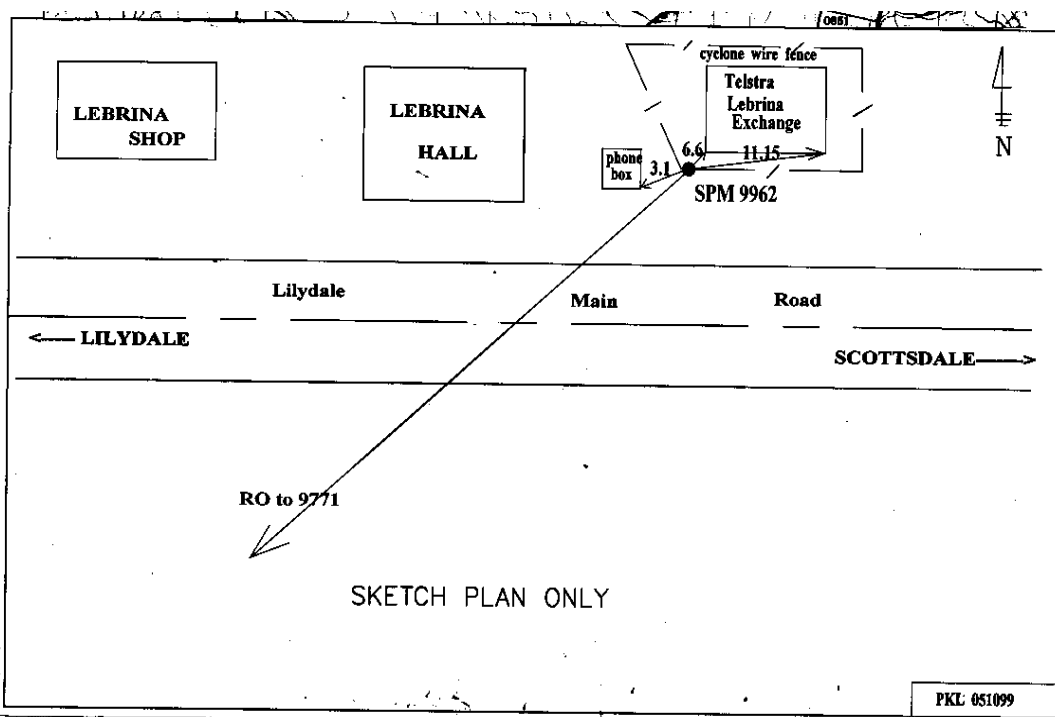 0861
cyclone wire fence
Telstra
Lebrina
Exchange
LEBRINA
SHOP
LEBRINA
HALL
N
phone
box
3.1
6.6
11.15
SPM 9962
Lilydale Main Road
LILYDALE
SCOTTSDALE
RO to 9771
SKETCH PLAN ONLY
PKL 051099